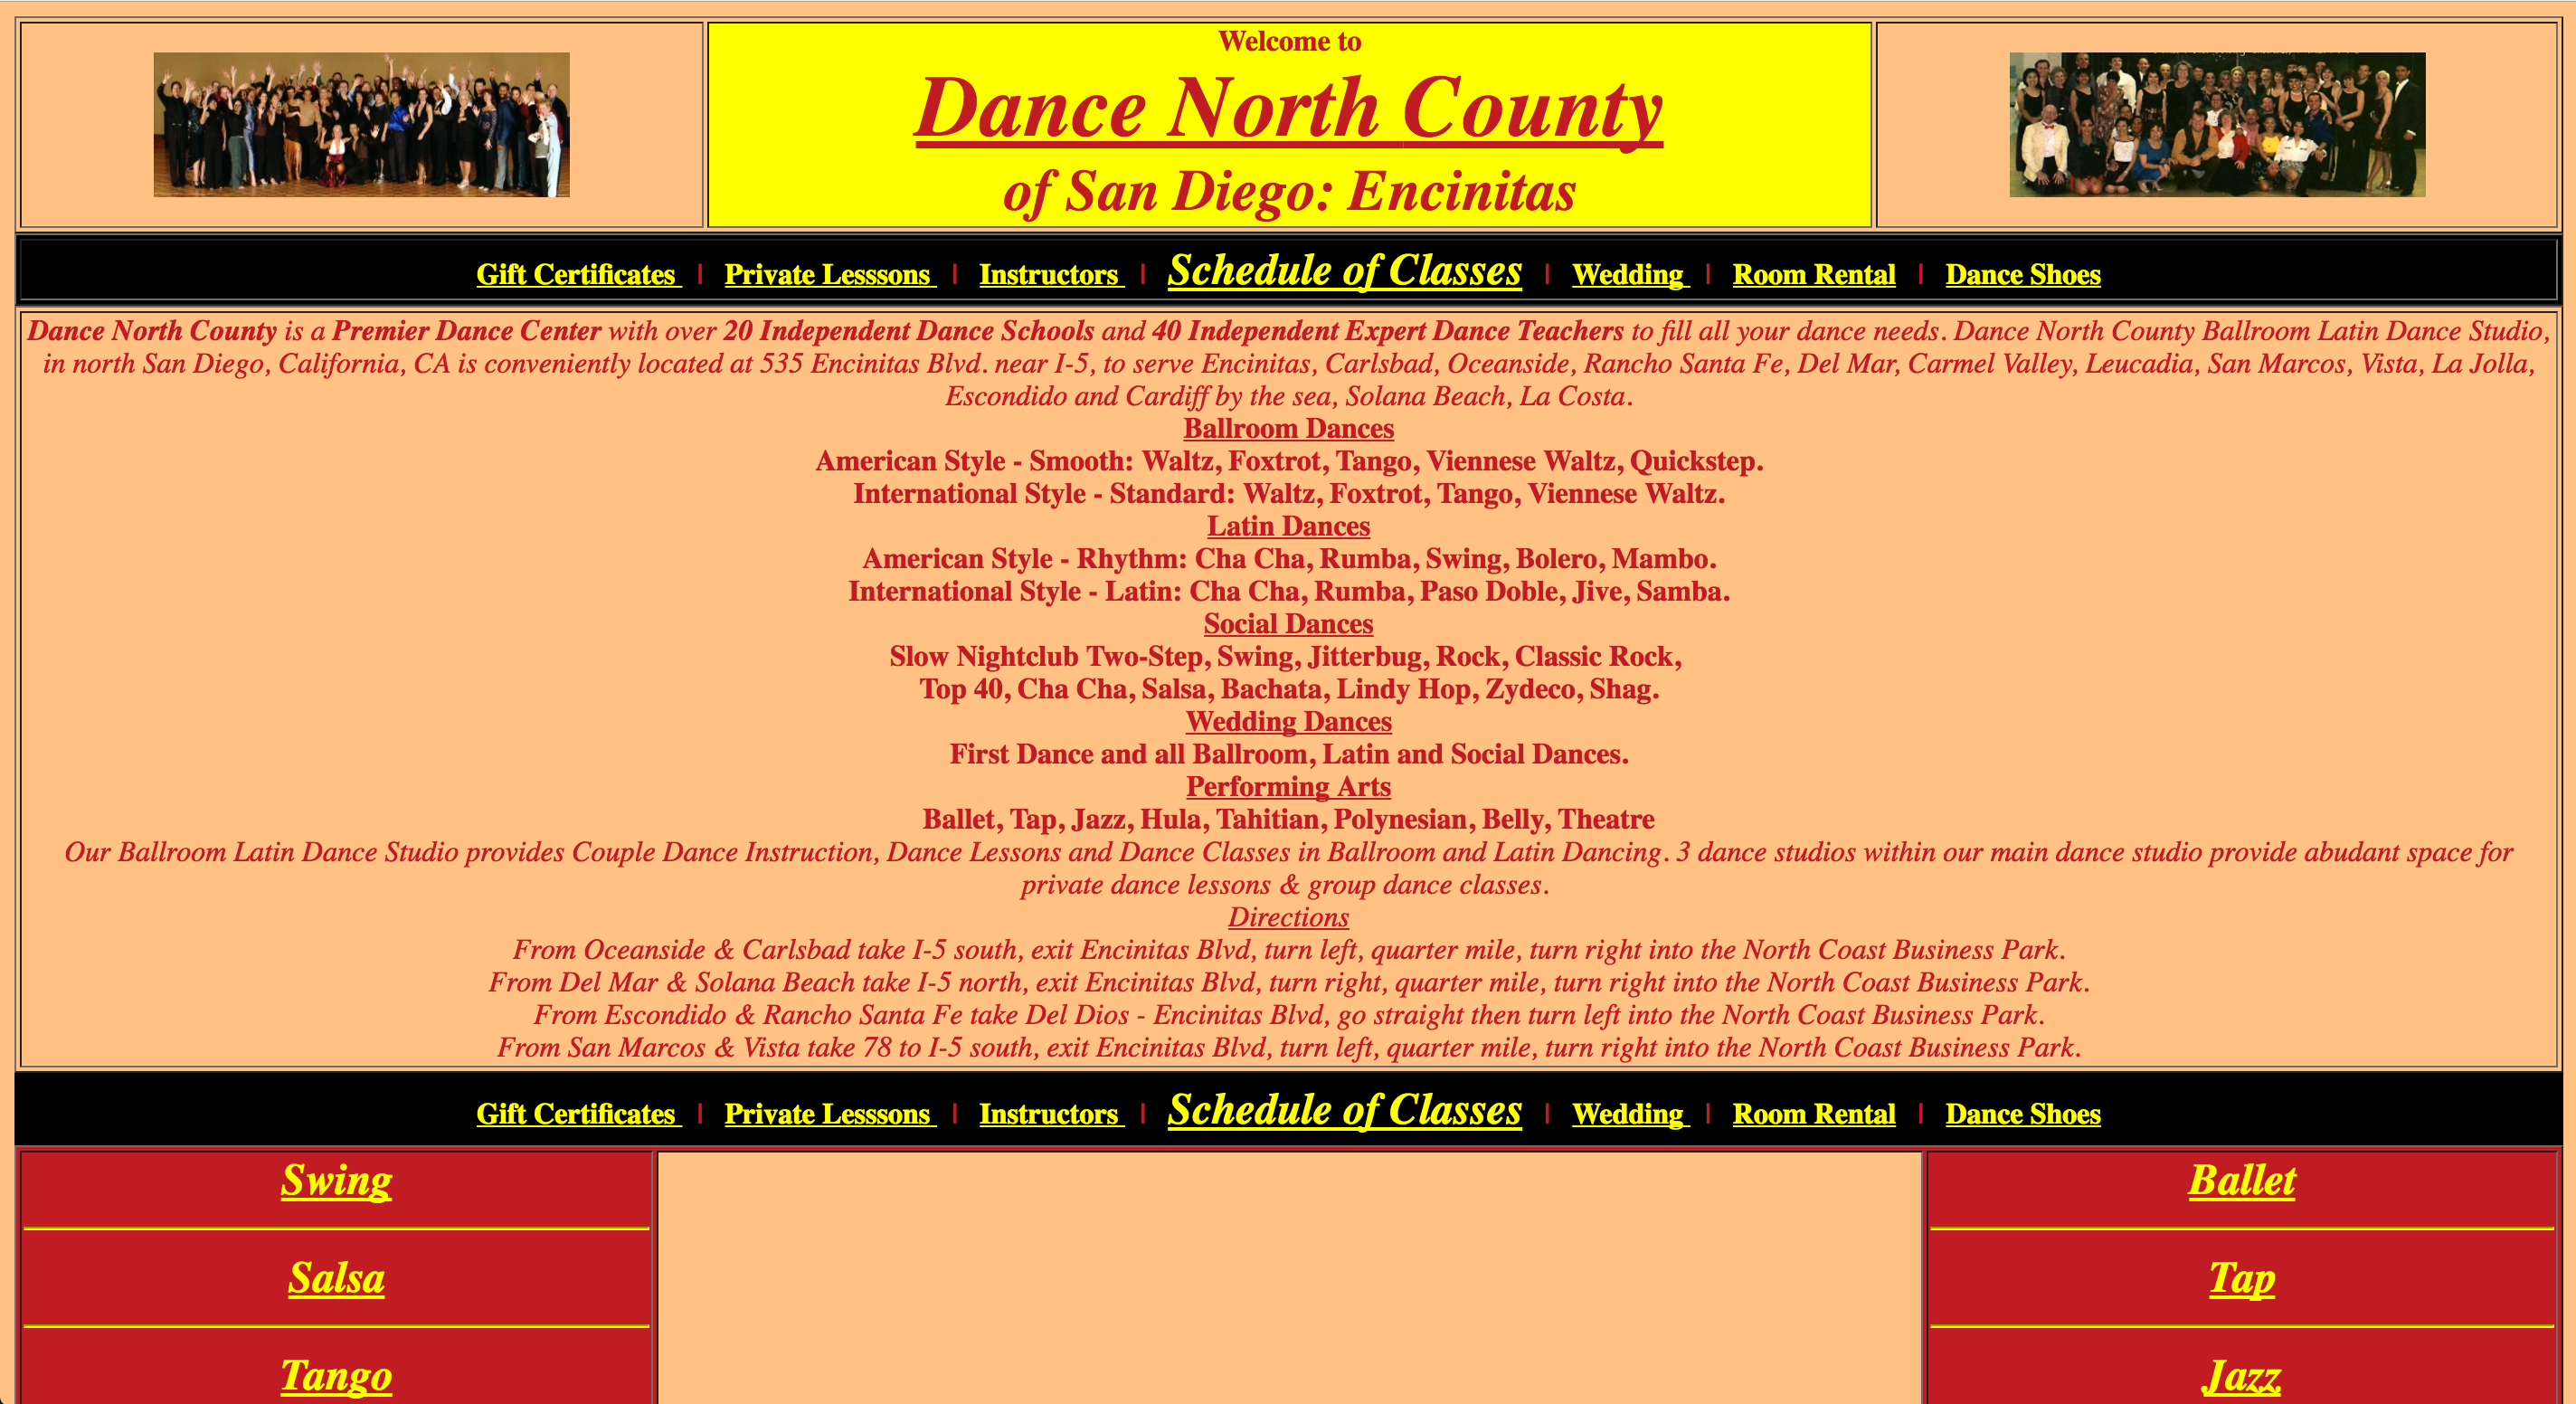 Welcome to
Dance North County
of San Diego: Encinitas
Gift Certificates | Private Lesssons | Instructors | Schedule of Classes | Wedding | Room Rental | Dance Shoes
Dance North County is a Premier Dance Center with over 20 Independent Dance Schools and 40 Independent Expert Dance Teachers to fill all your dance needs. Dance North County Ballroom Latin Dance Studio,
in north San Diego, California, CA is conveniently located at 535 Encinitas Blvd. near I-5, to serve Encinitas, Carlsbad, Oceanside, Rancho Santa Fe, Del Mar, Carmel Valley, Leucadia, San Marcos, Vista, La Jolla,
Escondido and Cardiff by the sea, Solana Beach, La Costa.
Ballroom Dances
American Style - Smooth: Waltz, Foxtrot, Tango, Viennese Waltz, Quickstep.
International Style - Standard: Waltz, Foxtrot, Tango, Viennese Waltz.
Latin Dances
American Style - Rhythm: Cha Cha, Rumba, Swing, Bolero, Mambo.
International Style - Latin: Cha Cha, Rumba, Paso Doble, Jive, Samba.
Social Dances
Slow Nightclub Two-Step, Swing, Jitterbug, Rock, Classic Rock,
Top 40, Cha Cha, Salsa, Bachata, Lindy Hop, Zydeco, Shag.
Wedding Dances
First Dance and all Ballroom, Latin and Social Dances.
Performing Arts
Ballet, Tap, Jazz, Hula, Tahitian, Polynesian, Belly, Theatre
Our Ballroom Latin Dance Studio provides Couple Dance Instruction, Dance Lessons and Dance Classes in Ballroom and Latin Dancing. 3 dance studios within our main dance studio provide abudant space for
private dance lessons & group dance classes.
Directions
From Oceanside & Carlsbad take I-5 south, exit Encinitas Blvd, turn left, quarter mile, turn right into the North Coast Business Park.
From Del Mar & Solana Beach take I-5 north, exit Encinitas Blvd, turn right, quarter mile, turn right into the North Coast Business Park.
From Escondido & Rancho Santa Fe take Del Dios - Encinitas Blvd, go straight then turn left into the North Coast Business Park.
From San Marcos & Vista take 78 to I-5 south, exit Encinitas Blvd, turn left, quarter mile, turn right into the North Coast Business Park.
Gift Certificates | Private Lesssons | Instructors | Schedule of Classes | Wedding | Room Rental | Dance Shoes
Swing
Salsa
Tango
Ballet
Tap
Jazz